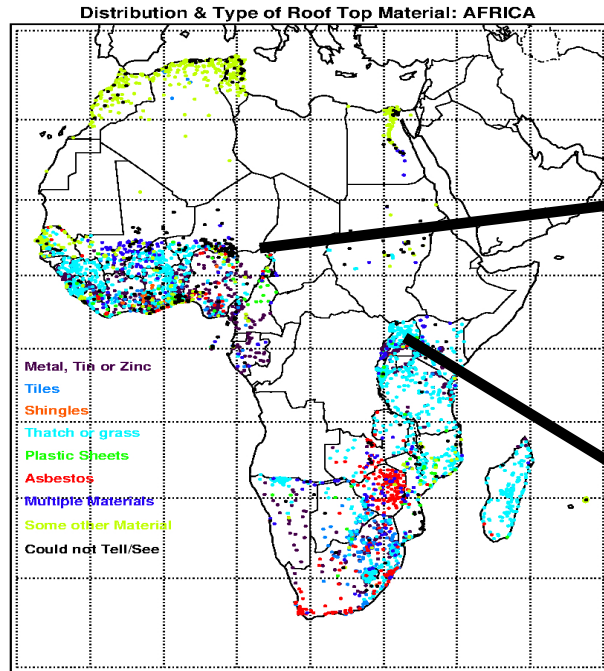 Distribution & Type of Roof Top Material: AFRICA
Metal, Tin or Zinc
Tiles
Shingles
Thatch or grass
Plastic Sheets
Asbestos
Multiple Materials
Some other Material
Could not Tell/See